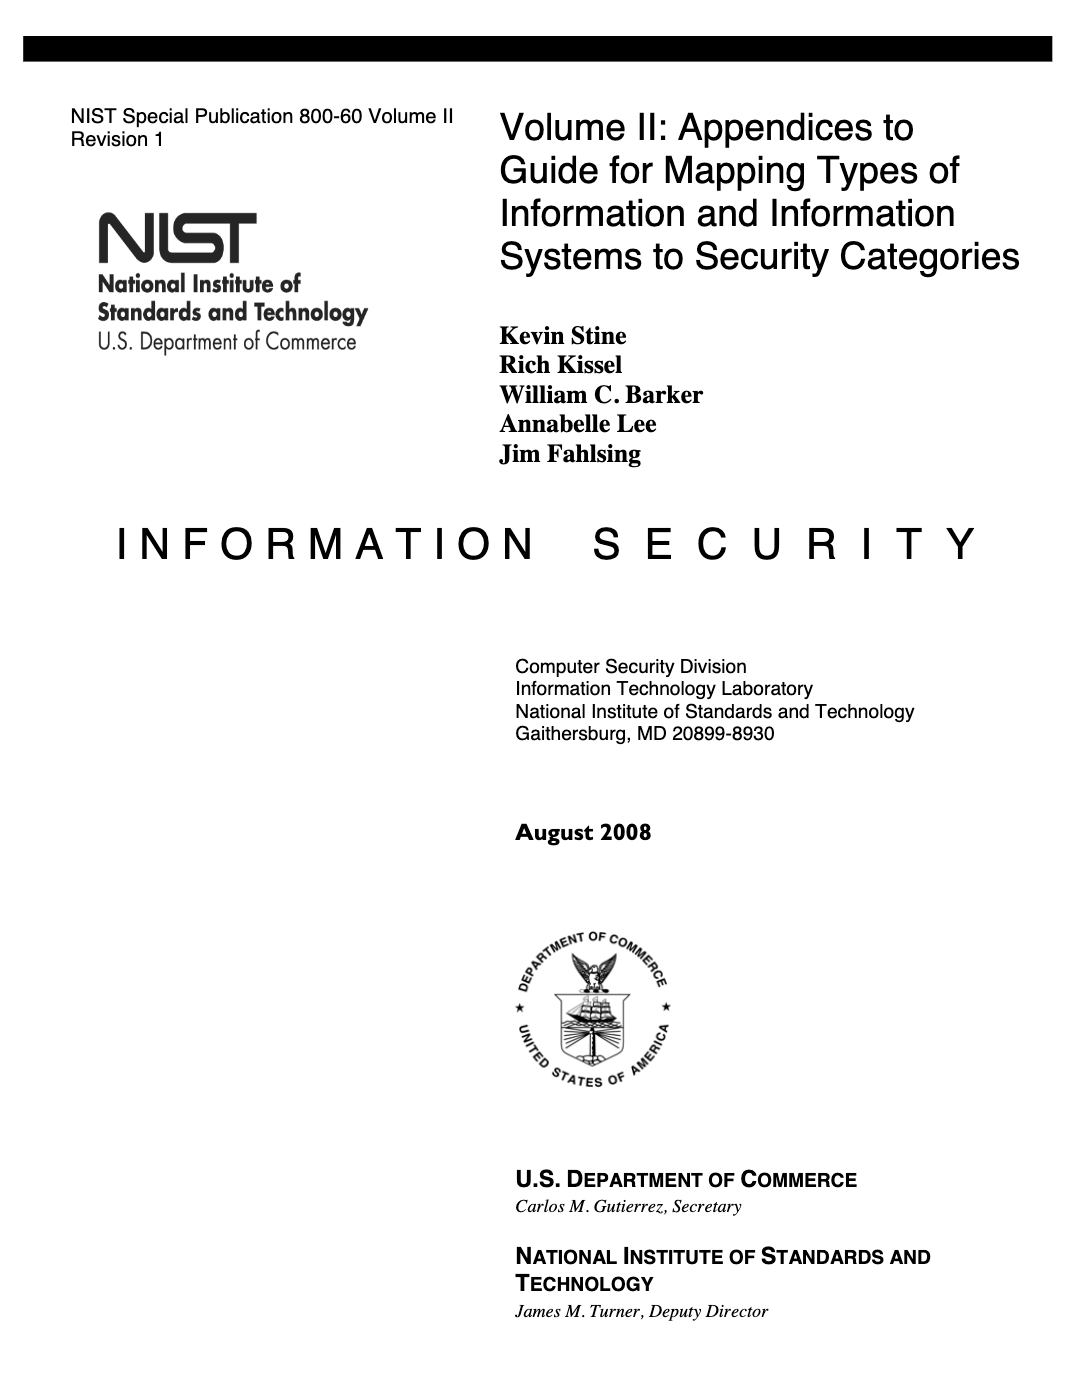 NIST Special Publication 800-60 Volume II
Revision 1
NIST
National Institute of
Standards and Technology
U.S. Department of Commerce
Volume II: Appendices to
Guide for Mapping Types of
Information and Information
Systems to Security Categories
Kevin Stine
Rich Kissel
William C. Barker
Annabelle Lee
Jim Fahlsing
INFORMATION SECURITY
Computer Security Division
Information Technology Laboratory
National Institute of Standards and Technology
Gaithersburg, MD 20899-8930
August 2008
DEPARTMENT OF COMMERCE
UNITED STATES OF AMERICA
U.S. DEPARTMENT OF COMMERCE
Carlos M. Gutierrez, Secretary
NATIONAL INSTITUTE OF STANDARDS AND
TECHNOLOGY
James M. Turner, Deputy Director